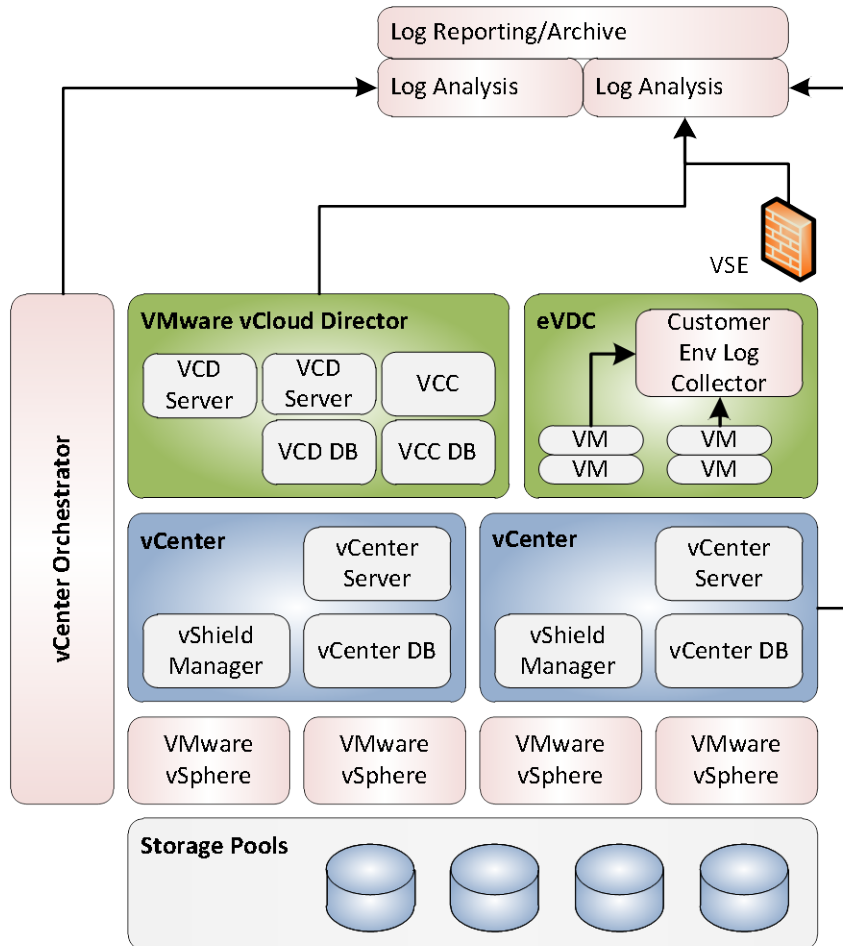 Log Reporting/Archive
Log Analysis
Log Analysis
VSE
vCenter Orchestrator
VMware vCloud Director
VCD
Server
VCD
Server
VCC
VCD DB
VCC DB
eVDC
Customer
Env Log
Collector
VM
VM
VM
VM
vCenter
vCenter
Server
vShield
Manager
vCenter DB
vCenter
vCenter
Server
vShield
Manager
vCenter DB
VMware
vSphere
VMware
vSphere
VMware
vSphere
VMware
vSphere
Storage Pools